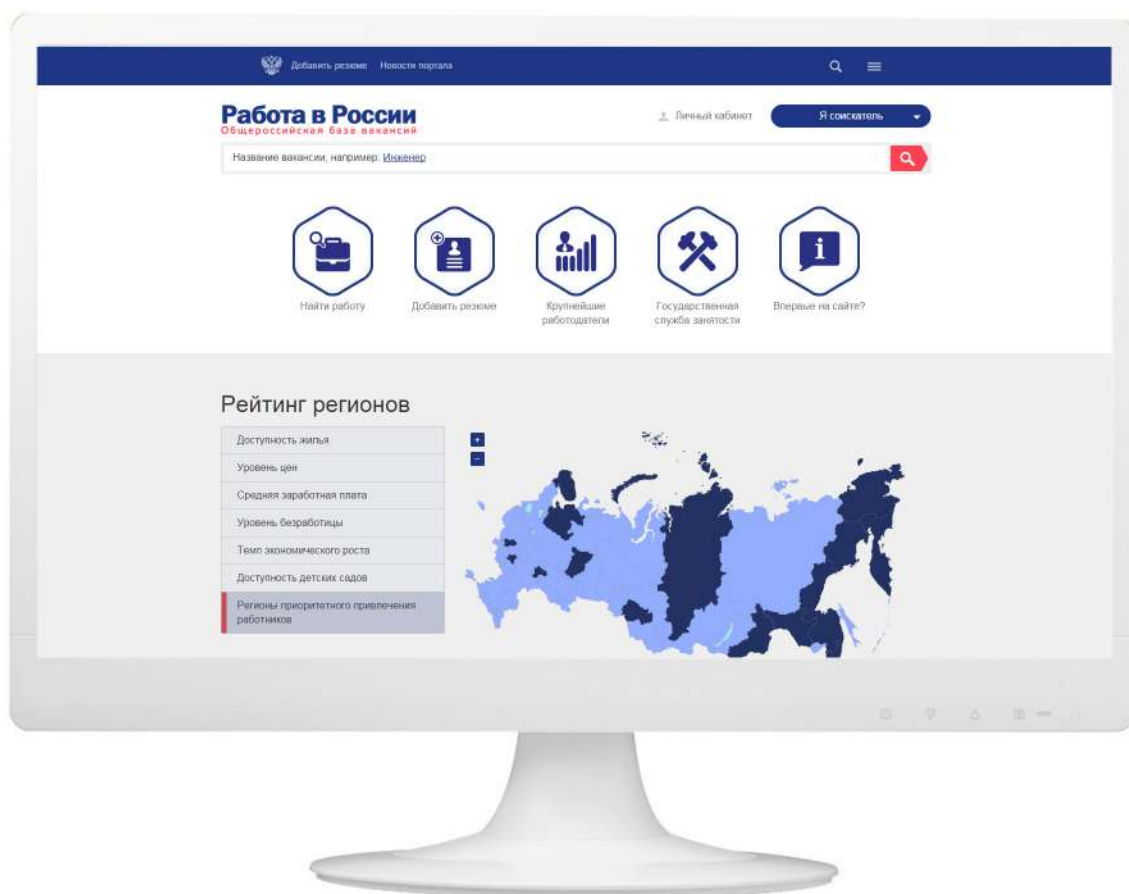 Добавить резюме Новости портала
Работа в России
Общероссийская база вакансий
Личный кабинет
Я соискатель
Название вакансии, например: Инженер
Найти работу
Добавить резюме
Крупнейшие
работодатели
Государственная
служба занятости
Впервые на сайте?
Рейтинг регионов
Доступность жилья
Уровень цен
Средняя заработная плата
Уровень безработицы
Темп экономического роста
Доступность детских садов
Регионы приоритетного привлечения
работников
+
−